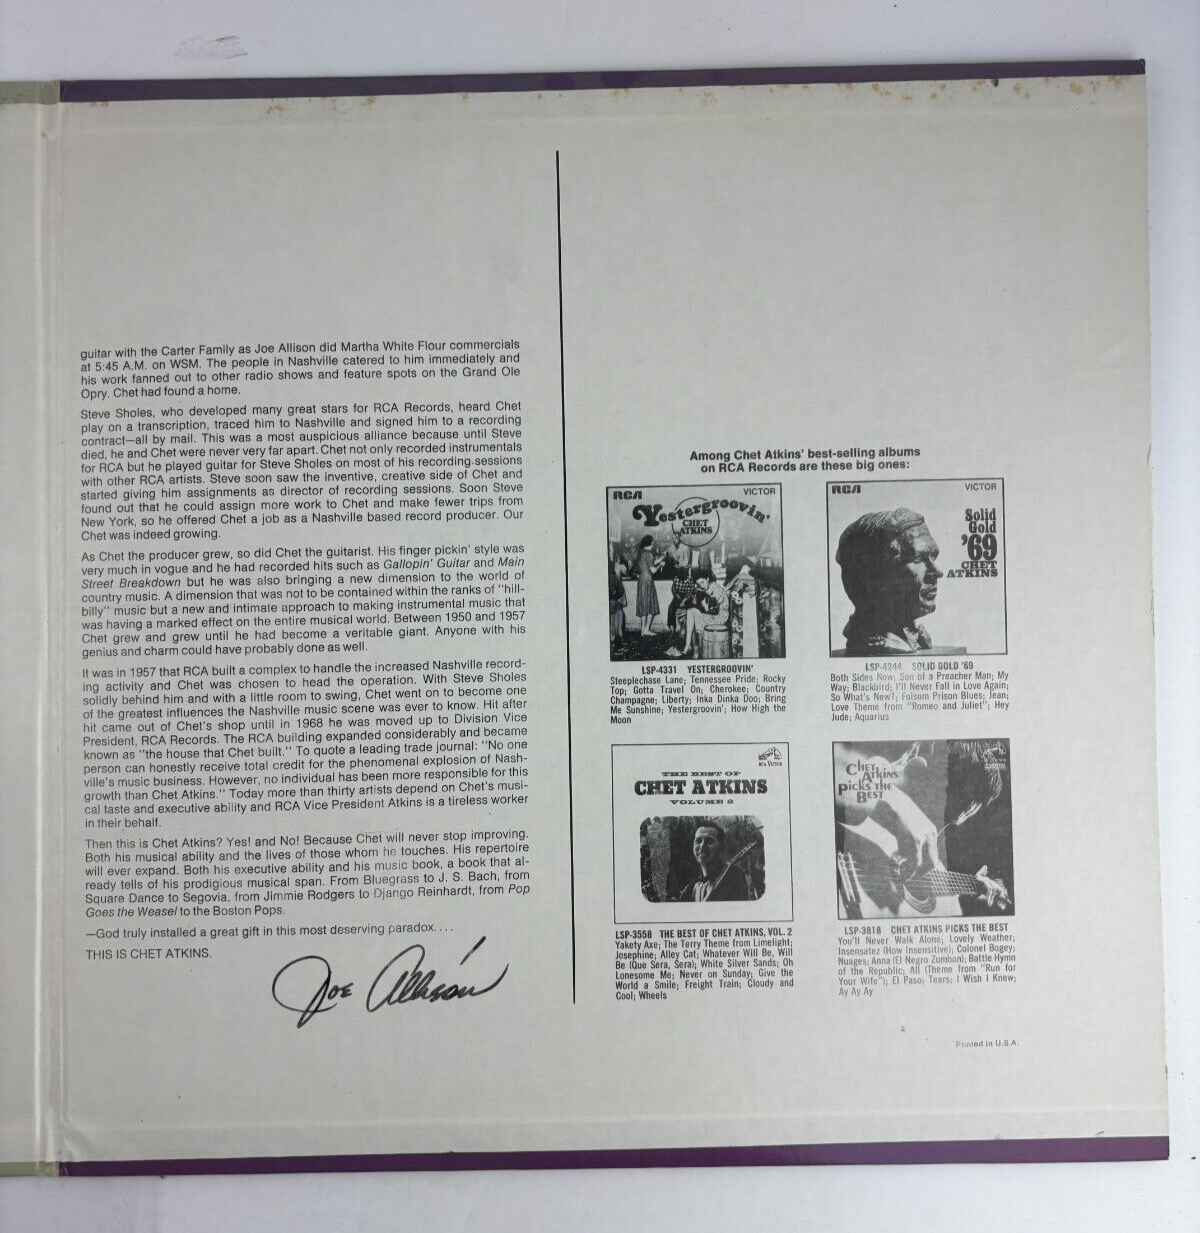 guitar with the Carter Family as Joe Allison did Martha White Flour commercials
at 5:45 A.M. on WSM. The people in Nashville catered to him immediately and
his work fanned out to other radio shows and feature spots on the Grand Ole
Opry. Chet had found a home.
Steve Sholes, who developed many great stars for RCA Records, heard Chet
play on a transcription, traced him to Nashville and signed him to a recording
contract—all by mail. This was a most auspicious alliance because until Steve
died, he and Chet were never very far apart. Chet not only recorded instrumentals
for RCA but he played guitar for Steve Sholes on most of his recording sessions
with other RCA artists. Steve soon saw the inventive, creative side of Chet and
started giving him assignments as director of recording sessions. Soon Steve
found out that he could assign more work to Chet and make fewer trips from
New York, so he offered Chet a job as a Nashville based record producer. Our
Chet was indeed growing.
As Chet the producer grew, so did Chet the guitarist. His finger pickin' style was
very much in vogue and he had recorded hits such as Gallopin' Guitar and Main
Street Breakdown but he was also bringing a new dimension to the world of
country music. A dimension that was not to be contained within the ranks of "hill-
billy" music but a new and intimate approach to making instrumental music that
was having a marked effect on the entire musical world. Between 1950 and 1957
Chet grew and grew until he had become a veritable giant. Anyone with his
genius and charm could have probably done as well.
It was in 1957 that RCA built a complex to handle the increased Nashville record-
ing activity and Chet was chosen to head the operation. With Steve Sholes
solidly behind him and with a little room to swing, Chet went on to become one
of the greatest influences the Nashville music scene was ever to know. Hit after
hit came out of Chet's shop until in 1968 he was moved up to Division Vice
President, RCA Records. The RCA building expanded considerably and became
known as "the house that Chet built." To quote a leading trade journal: "No one
person can honestly receive total credit for the phenomenal explosion of Nash-
ville's music business. However, no individual has been more responsible for this
growth than Chet Atkins." Today more than thirty artists depend on Chet's musi-
cal taste and executive ability and RCA Vice President Atkins is a tireless worker
in their behalf.
Then this is Chet Atkins? Yes! and No! Because Chet will never stop improving.
Both his musical ability and the lives of those whom he touches. His repertoire
will ever expand. Both his executive ability and his music book, a book that al-
ready tells of his prodigious musical span. From Bluegrass to J. S. Bach, from
Square Dance to Segovia, from Jimmie Rodgers to Django Reinhardt, from Pop
Goes the Weasel to the Boston Pops.
—God truly installed a great gift in this most deserving paradox....
THIS IS CHET ATKINS.
Joe Allison
Among Chet Atkins' best-selling albums
on RCA Records are these big ones:
RCA VICTOR
Yestergroovin'
CHET
ATKINS
LSP-4331 YESTERGROOVIN'
Steeplechase Lane; Tennessee Pride; Rocky
Top; Gotta Travel On; Cherokee; Country
Champagne; Liberty; Inka Dinka Doo; Bring
Me Sunshine; Yestergroovin'; How High the
Moon
RCA VICTOR
Solid
Gold
'69
CHET
ATKINS
LSP-4244 SOLID GOLD '69
Both Sides Now; Son of a Preacher Man; My
Way; Blackbird; I'll Never Fall in Love Again;
So What's New?; Folsom Prison Blues; Jean;
Love Theme from "Romeo and Juliet"; Hey
Jude; Aquarius
RCA VICTOR
THE BEST OF
CHET ATKINS
VOLUME 2
LSP-3558 THE BEST OF CHET ATKINS, VOL. 2
Yakety Axe; The Terry Theme from Limelight;
Josephine; Alley Cat; Whatever Will Be, Will
Be (Que Sera, Sera); White Silver Sands; Oh
Lonesome Me; Never on Sunday; Give the
World a Smile; Freight Train; Cloudy and
Cool; Wheels
Chet
Atkins
Picks the
Best
LSP-3818 CHET ATKINS PICKS THE BEST
You'll Never Walk Alone; Lovely Weather;
Insensatez (How Insensitive); Colonel Bogey;
Nuages; Anna (El Negro Zumbon); Battle Hymn
of the Republic; All (Theme from "Run for
Your Wife"); El Paso; Tears; I Wish I Knew;
Ay Ay Ay
2
Printed in U.S.A.